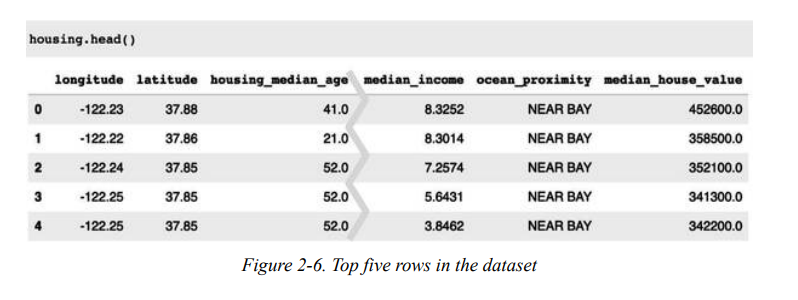 housing.head()
longitude latitude housing_median_age median_income ocean_proximity median_house_value
0 -122.23 37.88 41.0 8.3252 NEAR BAY 452600.0
1 -122.22 37.86 21.0 8.3014 NEAR BAY 358500.0
2 -122.24 37.85 52.0 7.2574 NEAR BAY 352100.0
3 -122.25 37.85 52.0 5.6431 NEAR BAY 341300.0
4 -122.25 37.85 52.0 3.8462 NEAR BAY 342200.0
Figure 2-6. Top five rows in the dataset